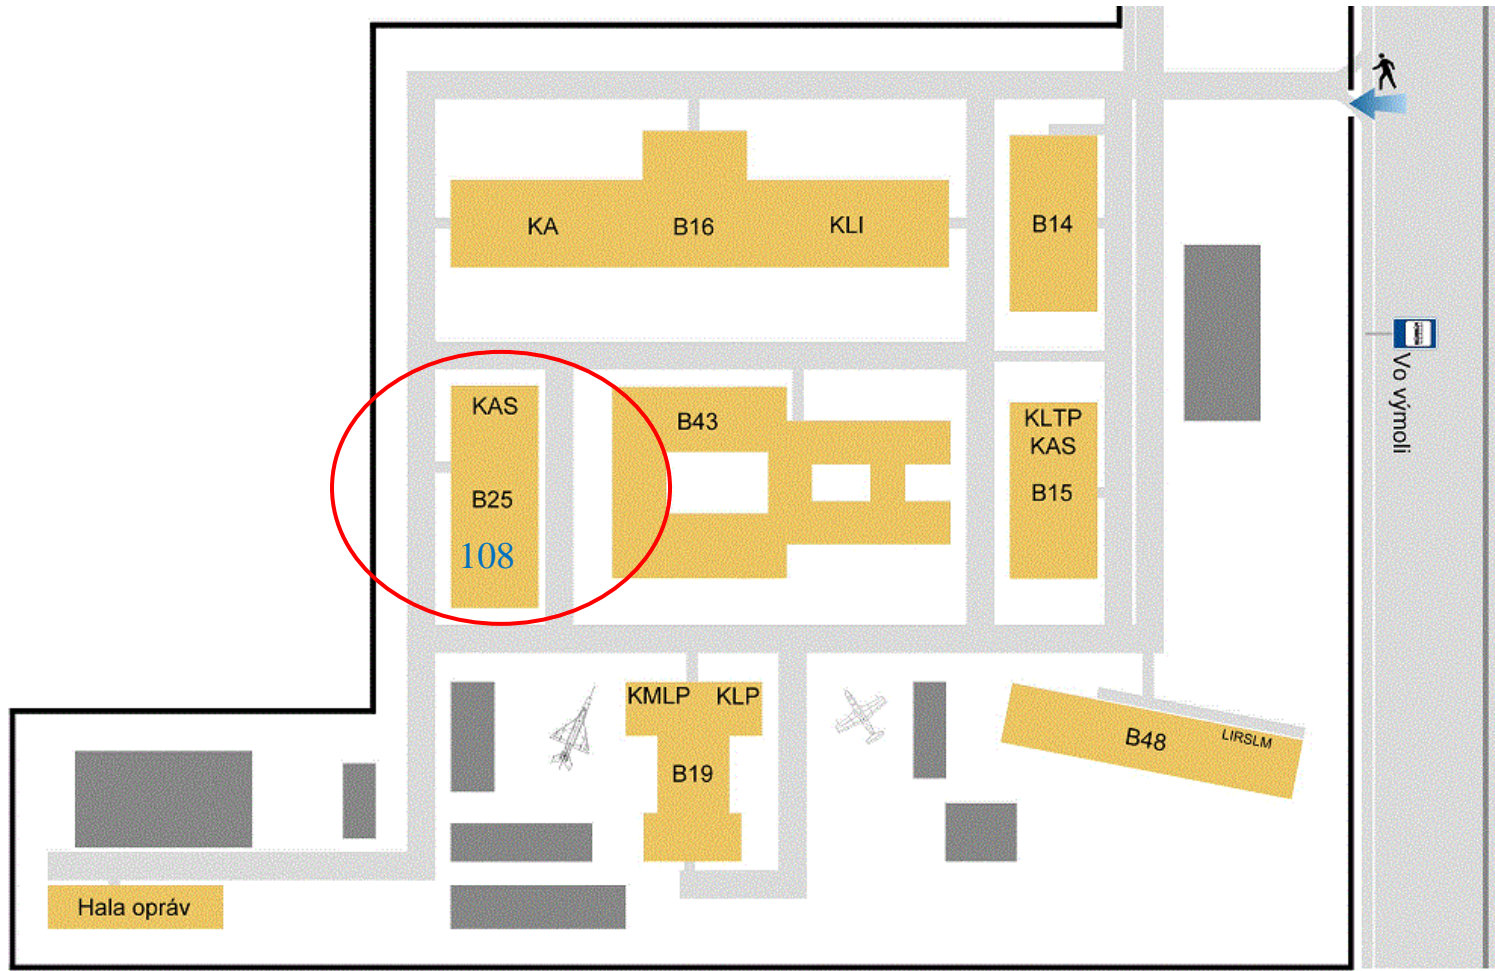 KA
B16
KLI
B14
Vo výmoli
KAS
B25
108
B43
KLTP
KAS
B15
KMLP
KLP
B19
B48
LIRSLM
Hala opráv